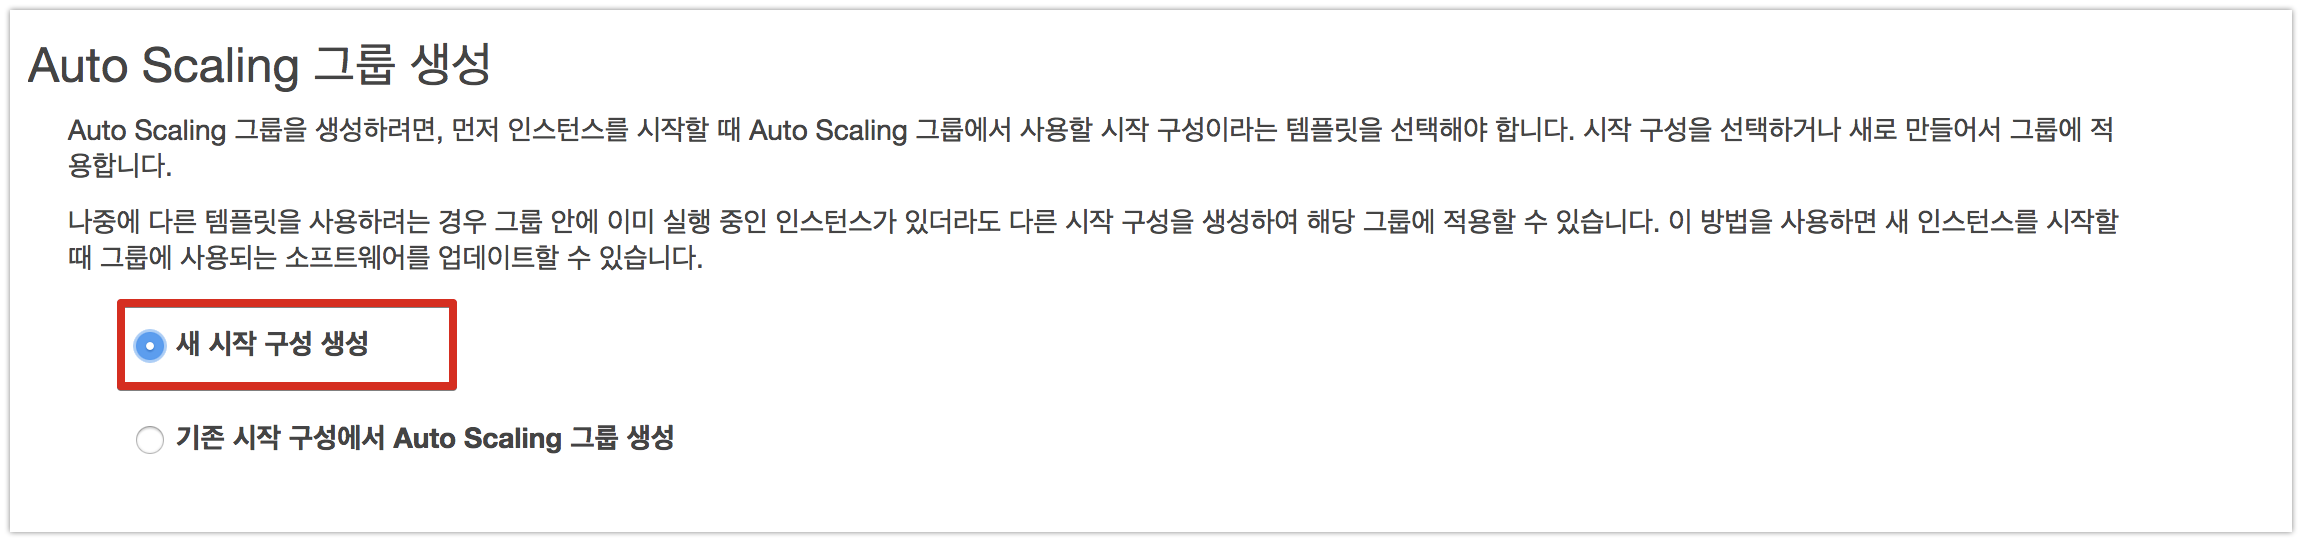 Auto Scaling 그룹 생성
Auto Scaling 그룹을 생성하려면, 먼저 인스턴스를 시작할 때 Auto Scaling 그룹에서 사용할 시작 구성이라는 템플릿을 선택해야 합니다. 시작 구성을 선택하거나 새로 만들어서 그룹에 적
용합니다.
나중에 다른 템플릿을 사용하려는 경우 그룹 안에 이미 실행 중인 인스턴스가 있더라도 다른 시작 구성을 생성하여 해당 그룹에 적용할 수 있습니다. 이 방법을 사용하면 새 인스턴스를 시작할
때 그룹에 사용되는 소프트웨어를 업데이트할 수 있습니다.
새 시작 구성 생성
기존 시작 구성에서 Auto Scaling 그룹 생성